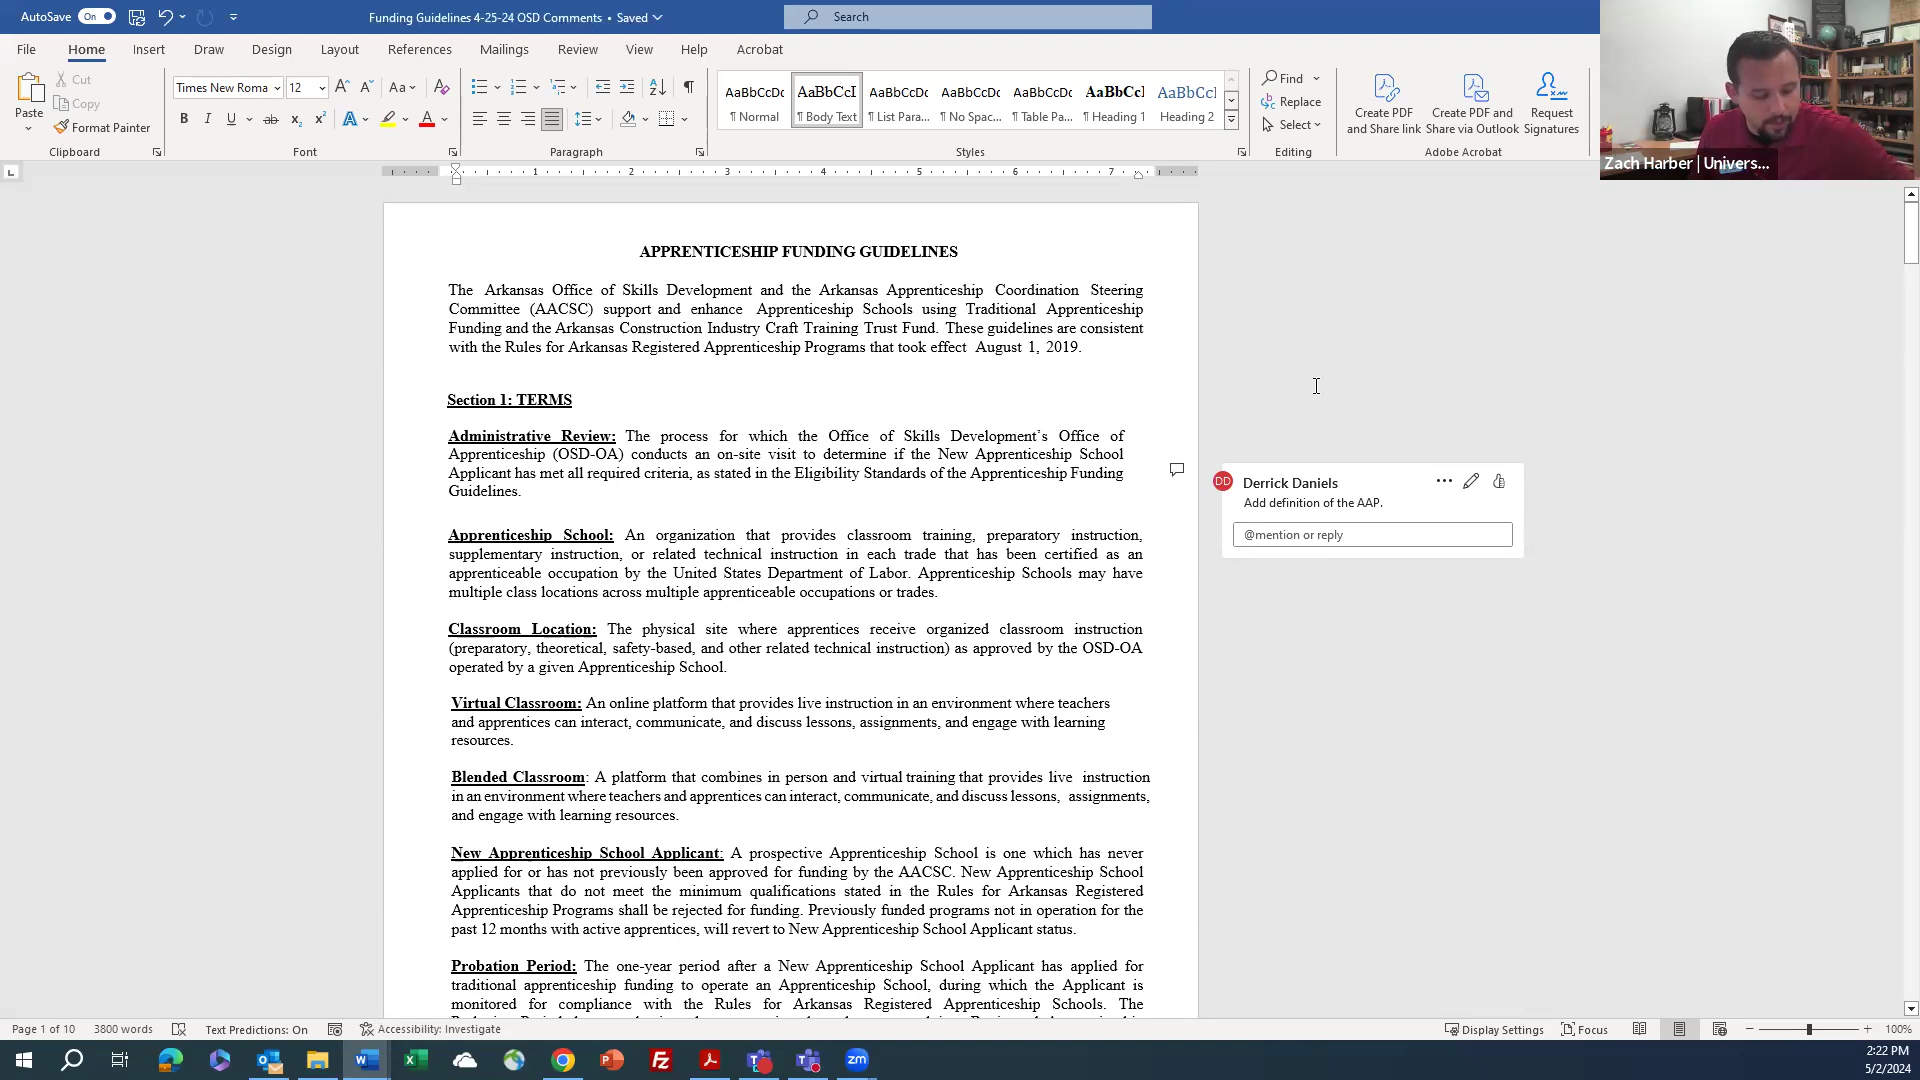 AutoSave On Funding Guidelines 4-25-24 OSD Comments • Saved Search
File Home Insert Draw Design Layout References Mailings Review View Help Acrobat
Paste Cut Copy Format Painter
Times New Roma 12
AaBbCcDc AaBbCcI AaBbCcDc AaBbCcDc AaBbCcDc AaBbCcI AaBbCcI
¶ Normal ¶ Body Text ¶ List Para... ¶ No Spac... ¶ Table Pa... ¶ Heading 1 Heading 2
Find
Replace
Select
Create PDF and Share link
Create PDF and Share via Outlook
Request Signatures
Clipboard Font Paragraph Styles Editing Adobe Acrobat
Zach Harber | Univers...
1 2 3 4 5 6 7
APPRENTICESHIP FUNDING GUIDELINES
The Arkansas Office of Skills Development and the Arkansas Apprenticeship Coordination Steering
Committee (AACSC) support and enhance Apprenticeship Schools using Traditional Apprenticeship
Funding and the Arkansas Construction Industry Craft Training Trust Fund. These guidelines are consistent
with the Rules for Arkansas Registered Apprenticeship Programs that took effect August 1, 2019.
Section 1: TERMS
Administrative Review: The process for which the Office of Skills Development’s Office of
Apprenticeship (OSD-OA) conducts an on-site visit to determine if the New Apprenticeship School
Applicant has met all required criteria, as stated in the Eligibility Standards of the Apprenticeship Funding
Guidelines.
Apprenticeship School: An organization that provides classroom training, preparatory instruction,
supplementary instruction, or related technical instruction in each trade that has been certified as an
apprenticeable occupation by the United States Department of Labor. Apprenticeship Schools may have
multiple class locations across multiple apprenticeable occupations or trades.
Classroom Location: The physical site where apprentices receive organized classroom instruction
(preparatory, theoretical, safety-based, and other related technical instruction) as approved by the OSD-OA
operated by a given Apprenticeship School.
Virtual Classroom: An online platform that provides live instruction in an environment where teachers
and apprentices can interact, communicate, and discuss lessons, assignments, and engage with learning
resources.
Blended Classroom: A platform that combines in person and virtual training that provides live instruction
in an environment where teachers and apprentices can interact, communicate, and discuss lessons, assignments,
and engage with learning resources.
New Apprenticeship School Applicant: A prospective Apprenticeship School is one which has never
applied for or has not previously been approved for funding by the AACSC. New Apprenticeship School
Applicants that do not meet the minimum qualifications stated in the Rules for Arkansas Registered
Apprenticeship Programs shall be rejected for funding. Previously funded programs not in operation for the
past 12 months with active apprentices, will revert to New Apprenticeship School Applicant status.
Probation Period: The one-year period after a New Apprenticeship School Applicant has applied for
traditional apprenticeship funding to operate an Apprenticeship School, during which the Applicant is
monitored for compliance with the Rules for Arkansas Registered Apprenticeship Schools. The
DD Derrick Daniels
Add definition of the AAP.
@mention or reply
Page 1 of 10 3800 words Text Predictions: On Accessibility: Investigate Display Settings Focus 100%
2:22 PM
5/2/2024